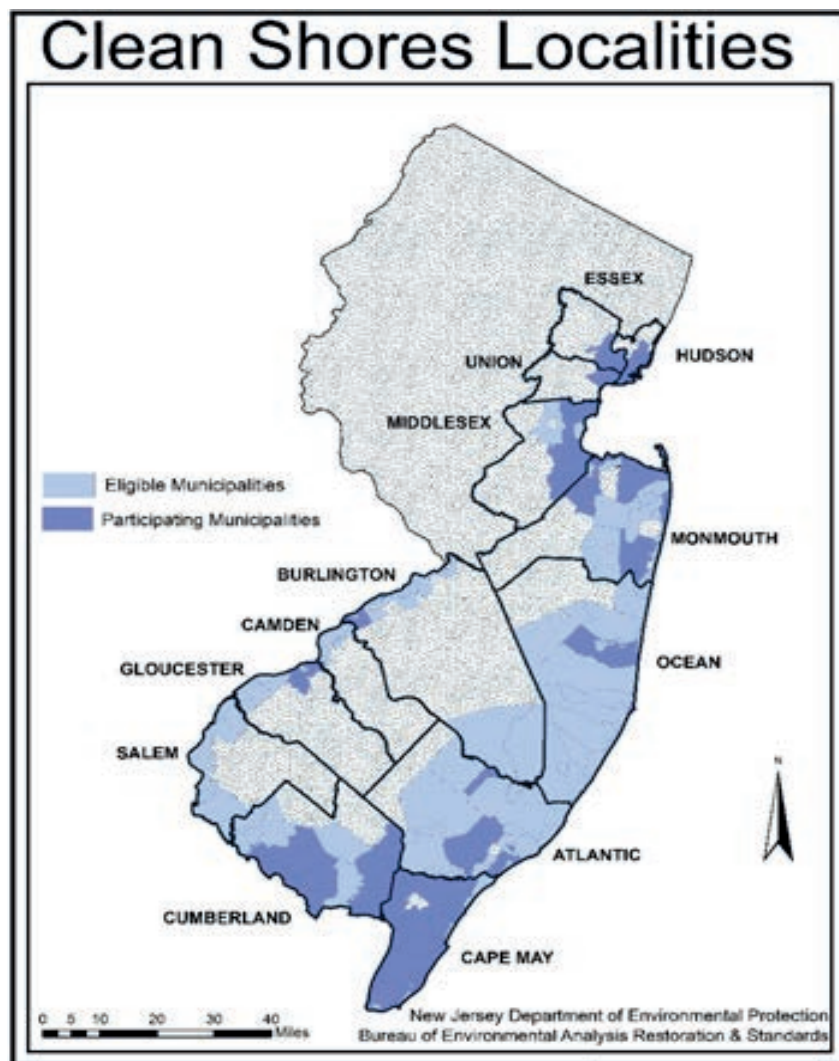 Clean Shores Localities
ESSEX
HUDSON
UNION
MIDDLESEX
Eligible Municipalities
Participating Municipalities
MONMOUTH
BURLINGTON
CAMDEN
OCEAN
GLOUCESTER
SALEM
N
ATLANTIC
CUMBERLAND
CAPE MAY
0 5 10 20 30 40
Miles
New Jersey Department of Environmental Protection
Bureau of Environmental Analysis Restoration & Standards